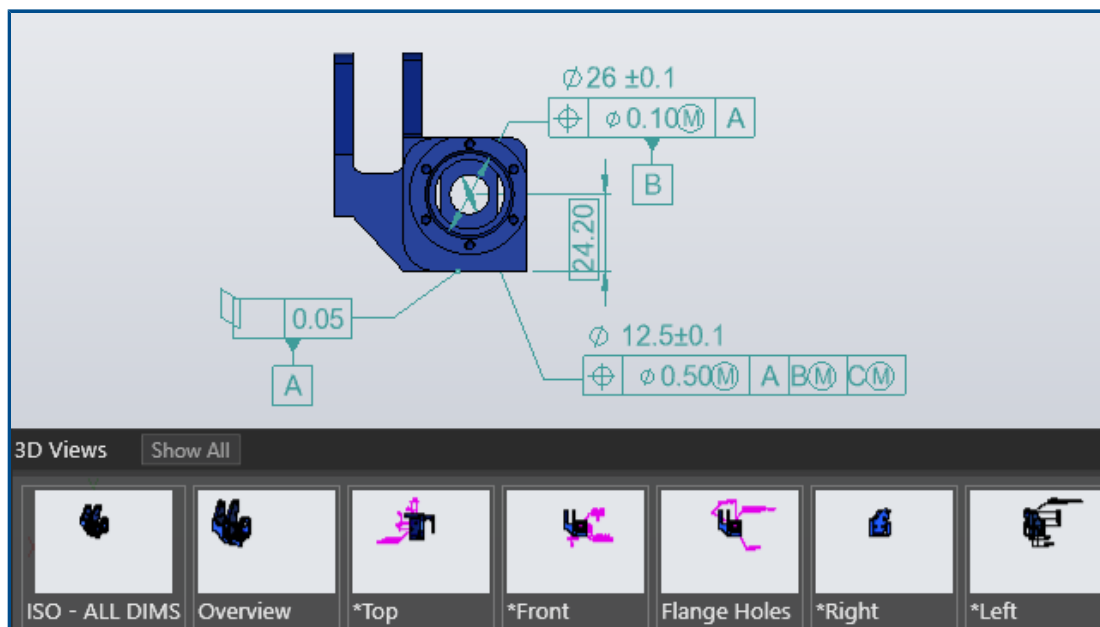 ⌀26 ±0.1
⌖ ⌀0.10Ⓜ A
B
24.20
0.05
A
⌀ 12.5±0.1
⌖ ⌀0.50Ⓜ A BⓂ CⓂ
3D Views Show All
ISO - ALL DIMS Overview *Top *Front Flange Holes *Right *Left